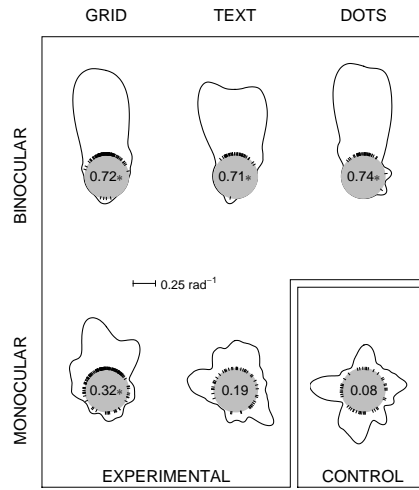 GRID TEXT DOTS
BINOCULAR
0.72* 0.71* 0.74*
0.25 rad⁻¹
MONOCULAR
0.32* 0.19 0.08
EXPERIMENTAL CONTROL